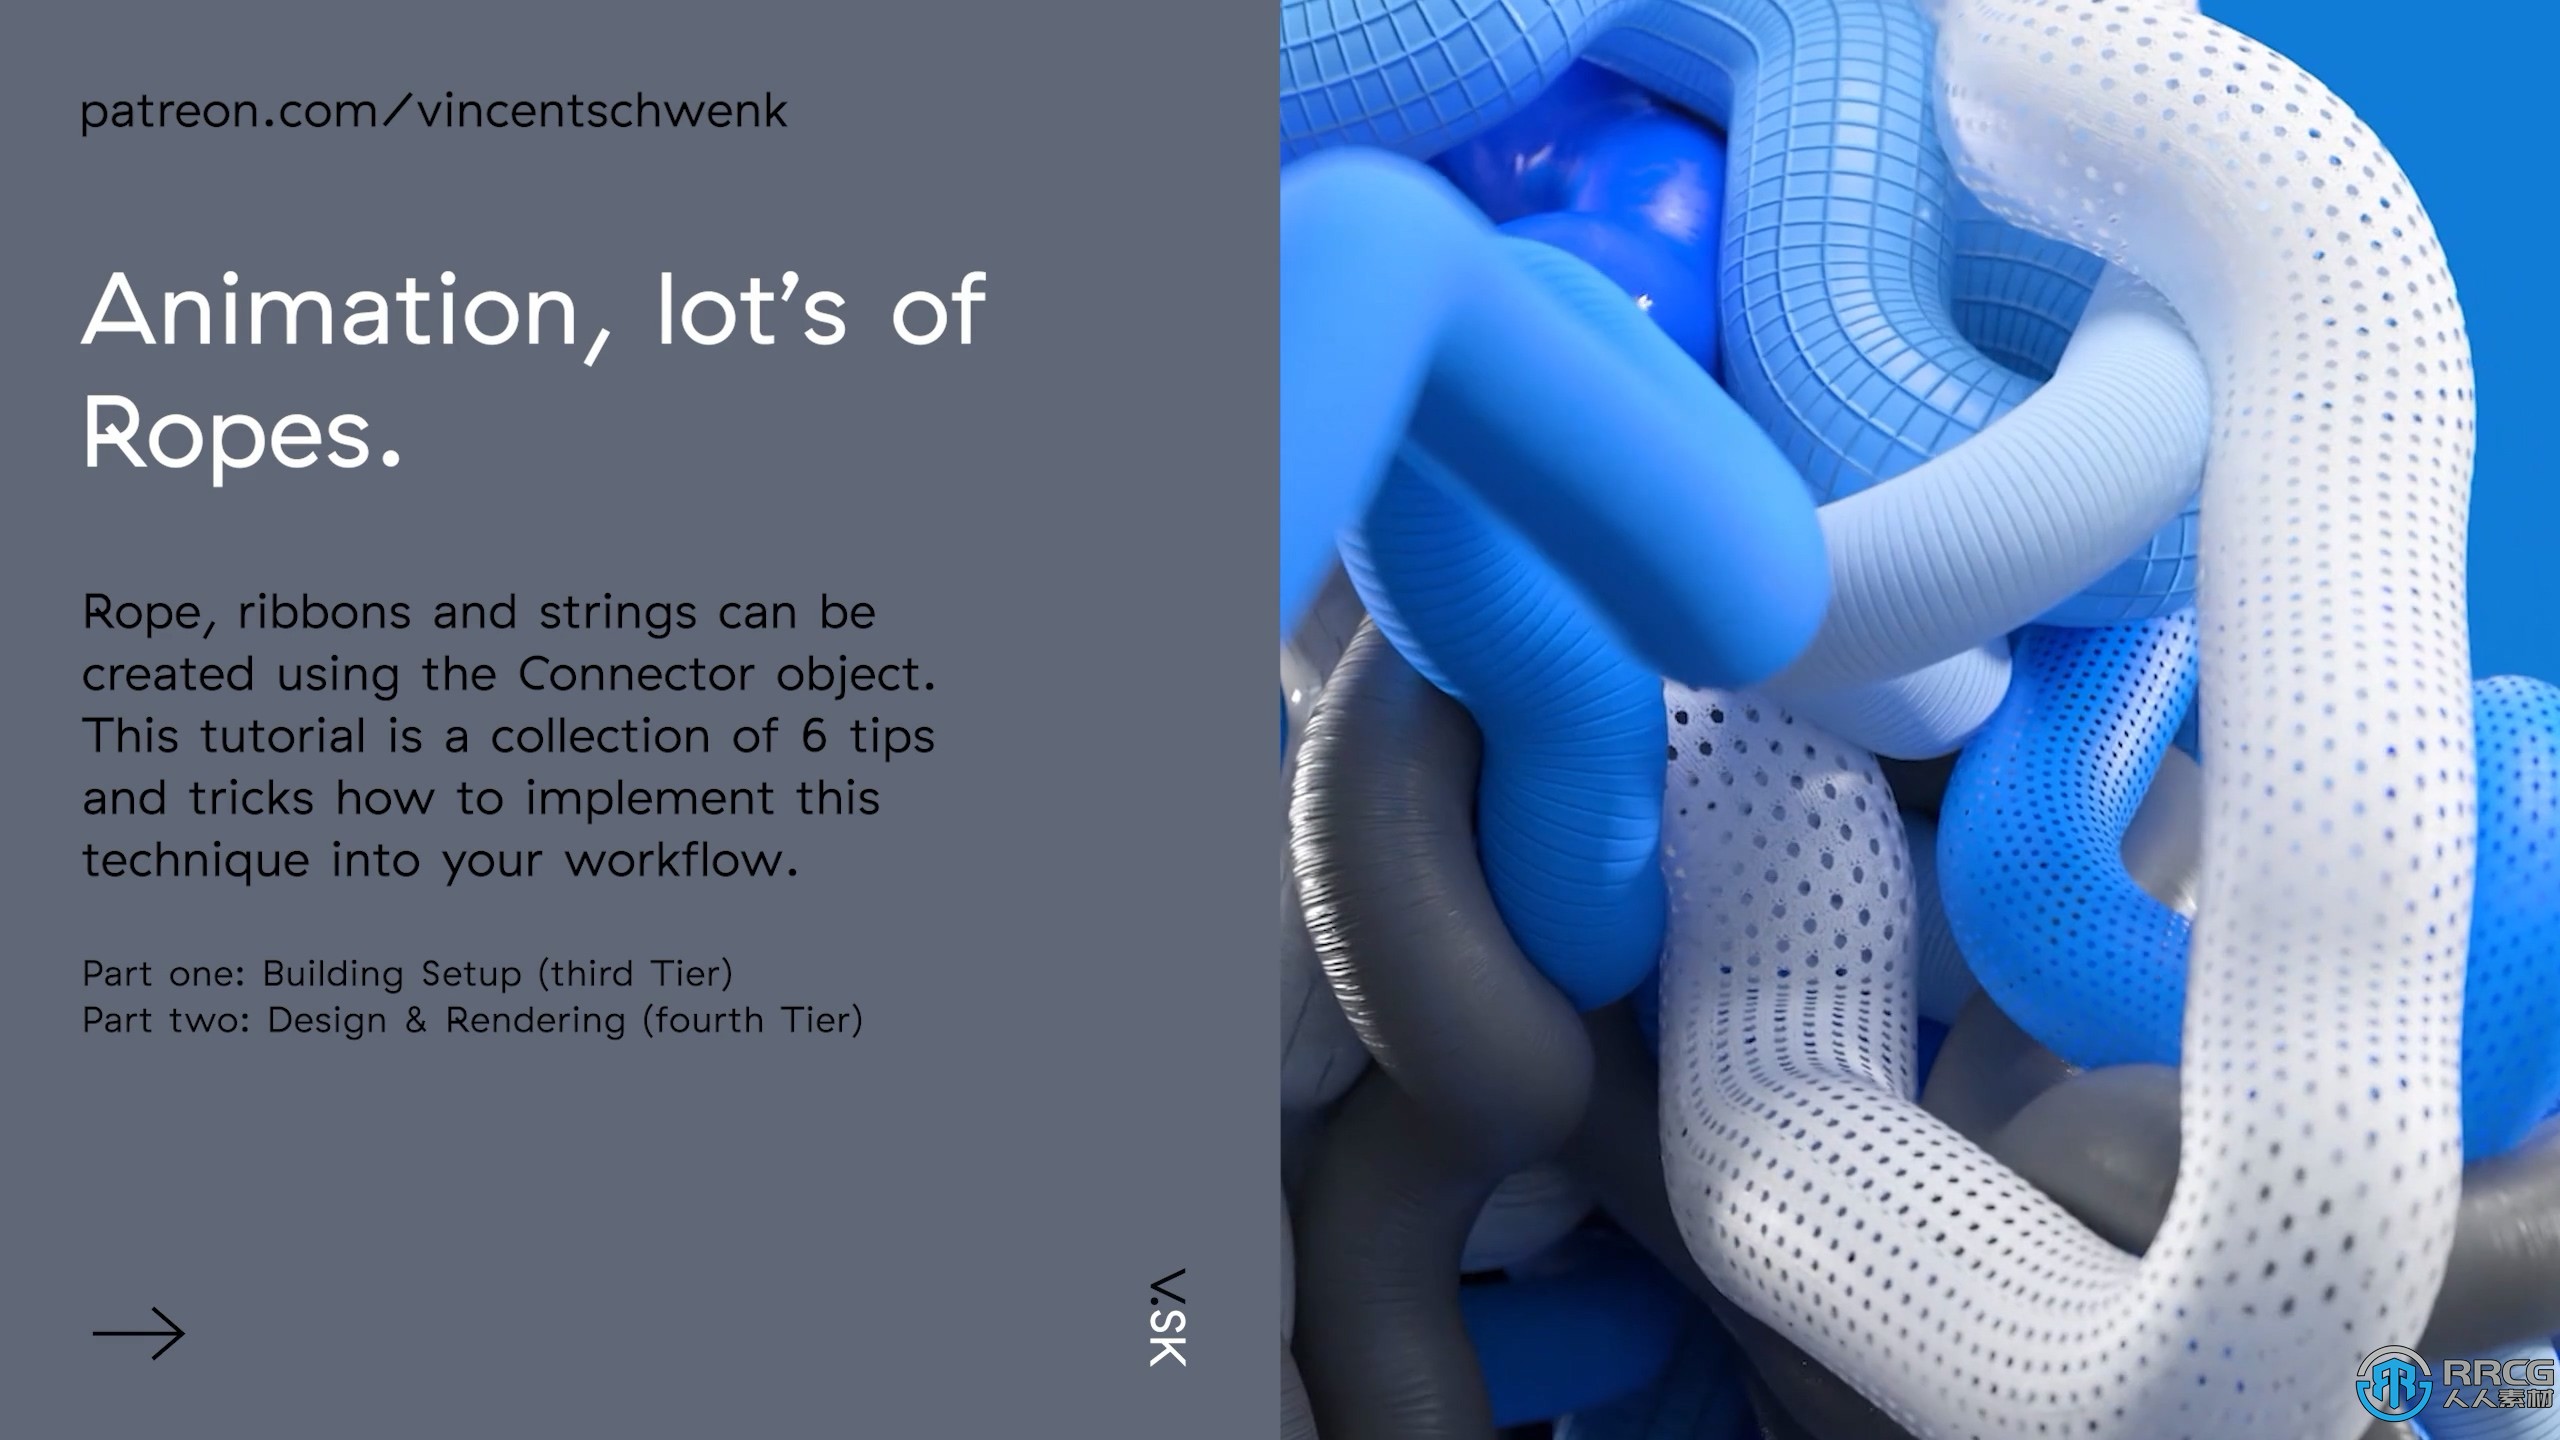 patreon.com/vincentschwenk
Animation, lot’s of
Ropes.
Rope, ribbons and strings can be
created using the Connector object.
This tutorial is a collection of 6 tips
and tricks how to implement this
technique into your workflow.
Part one: Building Setup (third Tier)
Part two: Design & Rendering (fourth Tier)
V.SK
RRCG
人人素材